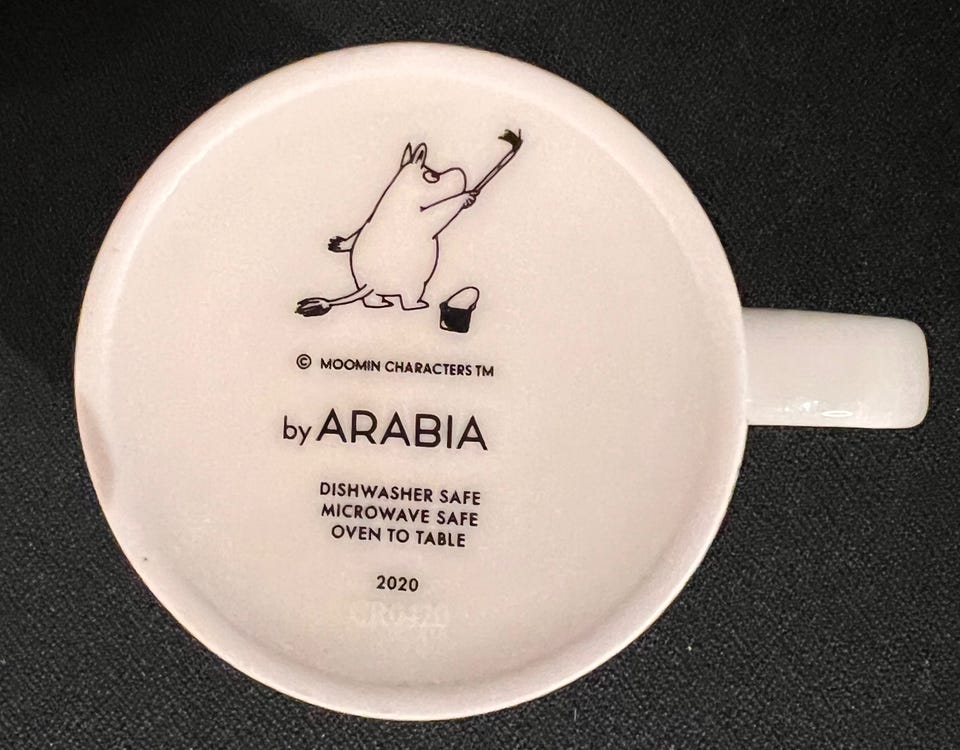 © MOOMIN CHARACTERS TM
by ARABIA
DISHWASHER SAFE
MICROWAVE SAFE
OVEN TO TABLE
2020